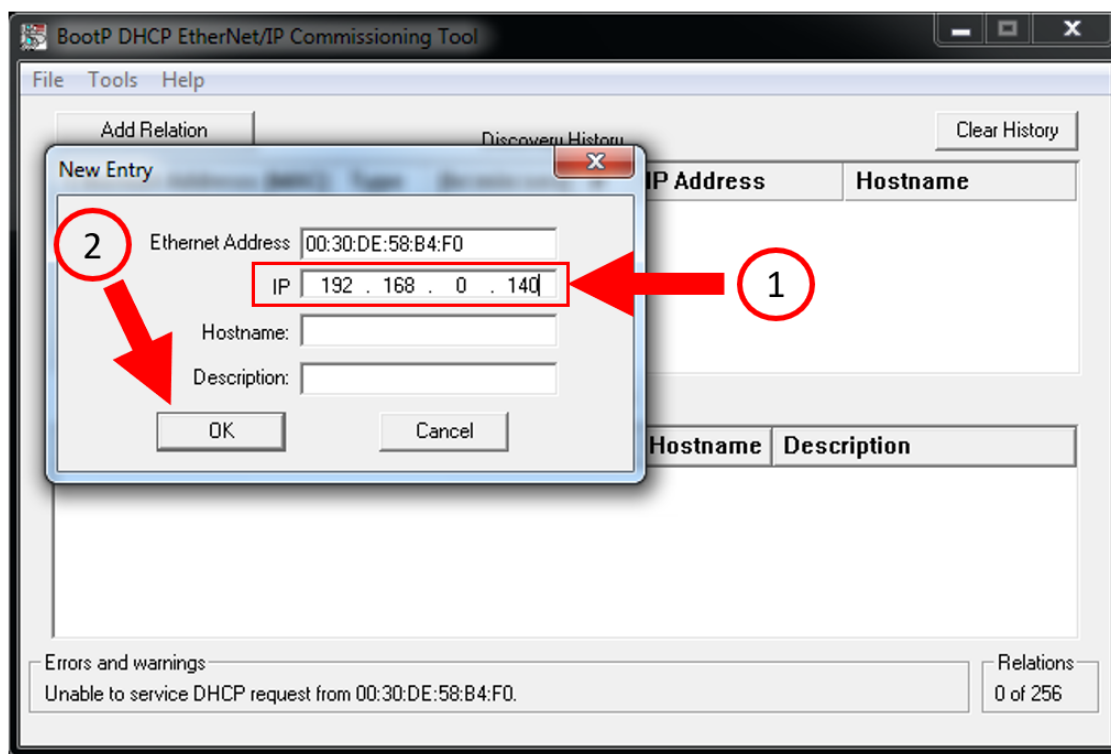 BootP DHCP EtherNet/IP Commissioning Tool
File Tools Help
Add Relation
Discovery History
Clear History
IP Address Hostname
New Entry
2
Ethernet Address 00:30:DE:58:B4:F0
IP 192 . 168 . 0 . 140
1
Hostname:
Description:
OK Cancel
Hostname Description
Errors and warnings
Unable to service DHCP request from 00:30:DE:58:B4:F0.
Relations
0 of 256